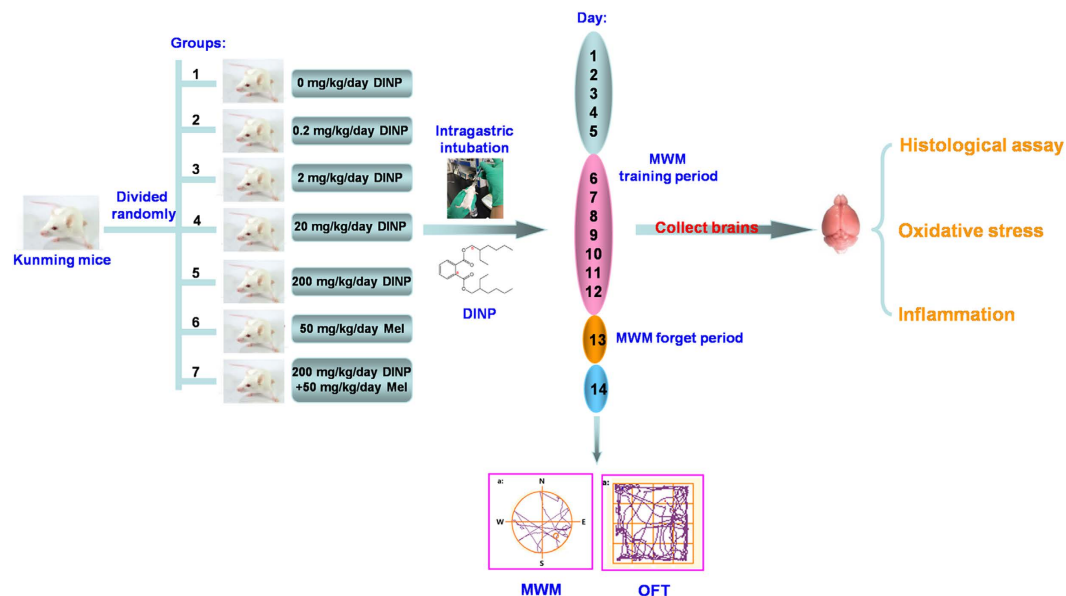 Groups:
1
0 mg/kg/day DINP
2
0.2 mg/kg/day DINP
3
2 mg/kg/day DINP
4
20 mg/kg/day DINP
5
200 mg/kg/day DINP
6
50 mg/kg/day Mel
7
200 mg/kg/day DINP
+50 mg/kg/day Mel
Kunming mice
Divided
randomly
Intragastric
intubation
O
O
O
O
DINP
Day:
1
2
3
4
5
6
7
8
9
10
11
12
13
14
MWM
training period
MWM forget period
Collect brains
Histological assay
Oxidative stress
Inflammation
a:
N
W
E
S
MWM
a:
OFT